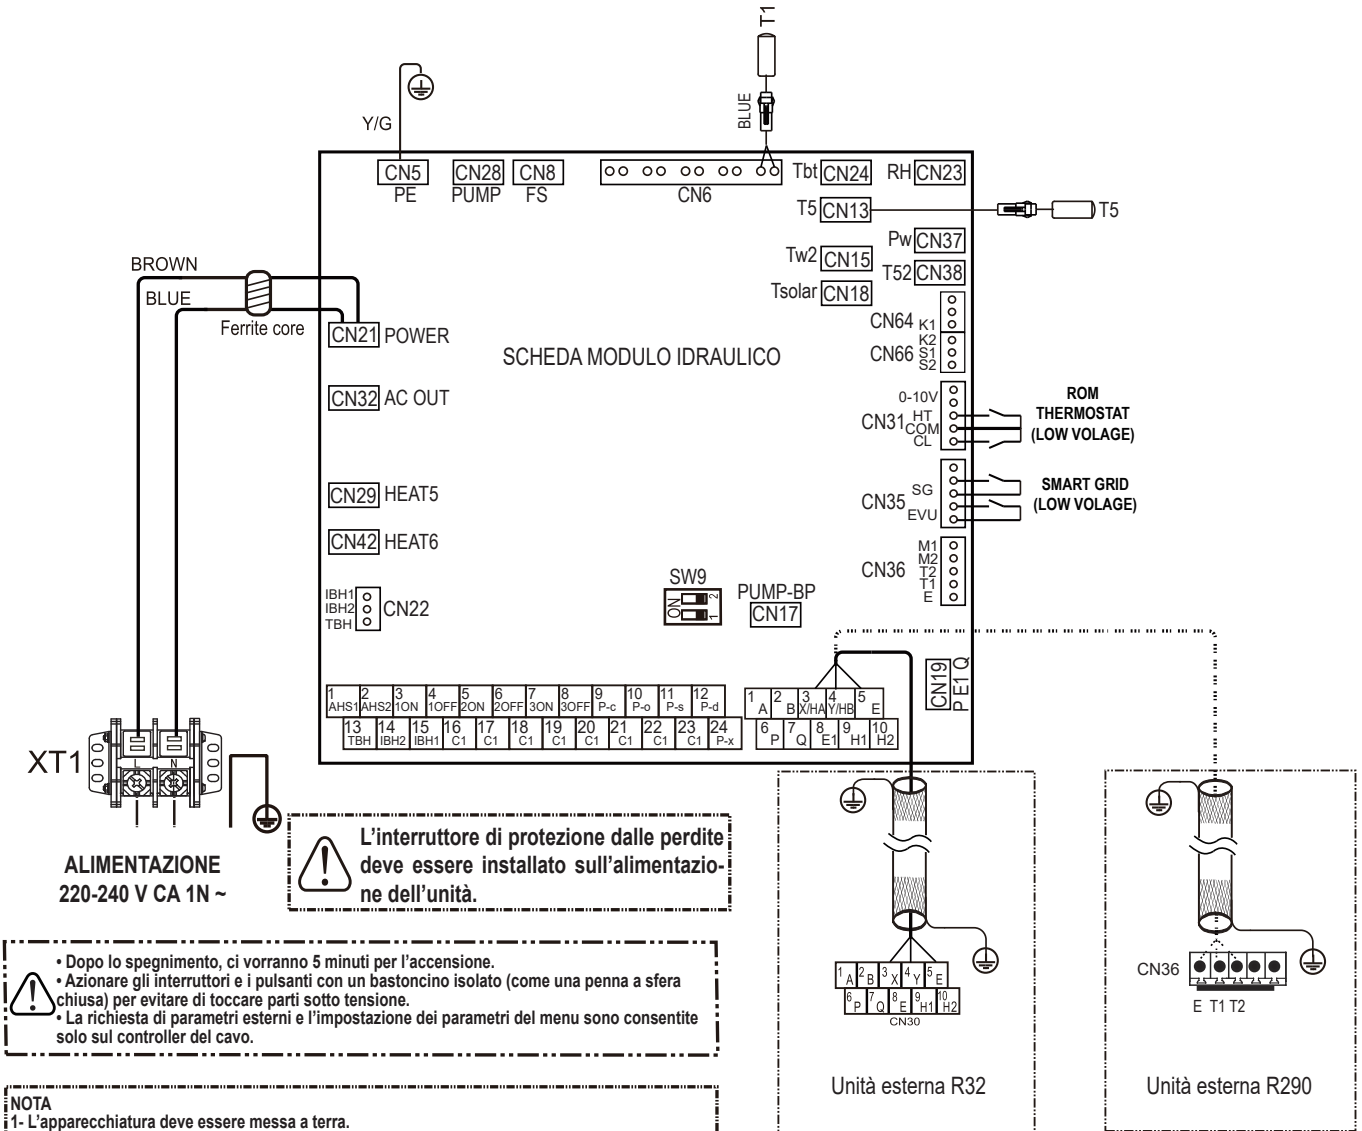 T1
BLUE
Y/G
CN5
PE
CN28
PUMP
CN8
FS
CN6
Tbt CN24
RH CN23
T5 CN13
T5
Pw CN37
Tw2 CN15
T52 CN38
Tsolar CN18
BROWN
BLUE
Ferrite core
CN21 POWER
CN64 K1
K2
CN66 S1
S2
SCHEDA MODULO IDRAULICO
CN32 AC OUT
0-10V
CN31 HT
COM
CL
ROM
THERMOSTAT
(LOW VOLAGE)
CN29 HEAT5
CN35 SG
EVU
SMART GRID
(LOW VOLAGE)
CN42 HEAT6
CN36 M1
M2
T2
T1
E
IBH1
IBH2
TBH
CN22
SW9
ON
1 2
PUMP-BP
CN17
CN19
P E1 Q
1 AHS1 2 AHS2 3 1ON 4 1OFF 5 2ON 6 2OFF 7 3ON 8 3OFF 9 P-c 10 P-o 11 P-s 12 P-d
13 TBH 14 IBH2 15 IBH1 16 C1 17 C1 18 C1 19 C1 20 C1 21 C1 22 C1 23 C1 24 P-x
1 A 2 B 3 X/HA 4 Y/HB 5 E
6 P 7 Q 8 E1 9 H1 10 H2
XT1
L N
ALIMENTAZIONE
220-240 V CA 1N ~
L'interruttore di protezione dalle perdite
deve essere installato sull'alimentazio-
ne dell'unità.
• Dopo lo spegnimento, ci vorranno 5 minuti per l'accensione.
• Azionare gli interruttori e i pulsanti con un bastoncino isolato (come una penna a sfera
chiusa) per evitare di toccare parti sotto tensione.
• La richiesta di parametri esterni e l'impostazione dei parametri del menu sono consentite
solo sul controller del cavo.
NOTA
1- L'apparecchiatura deve essere messa a terra.
1 A 2 B 3 X 4 Y 5 E
6 P 7 Q 8 E 9 H1 10 H2
CN30
Unità esterna R32
CN36
E T1 T2
Unità esterna R290